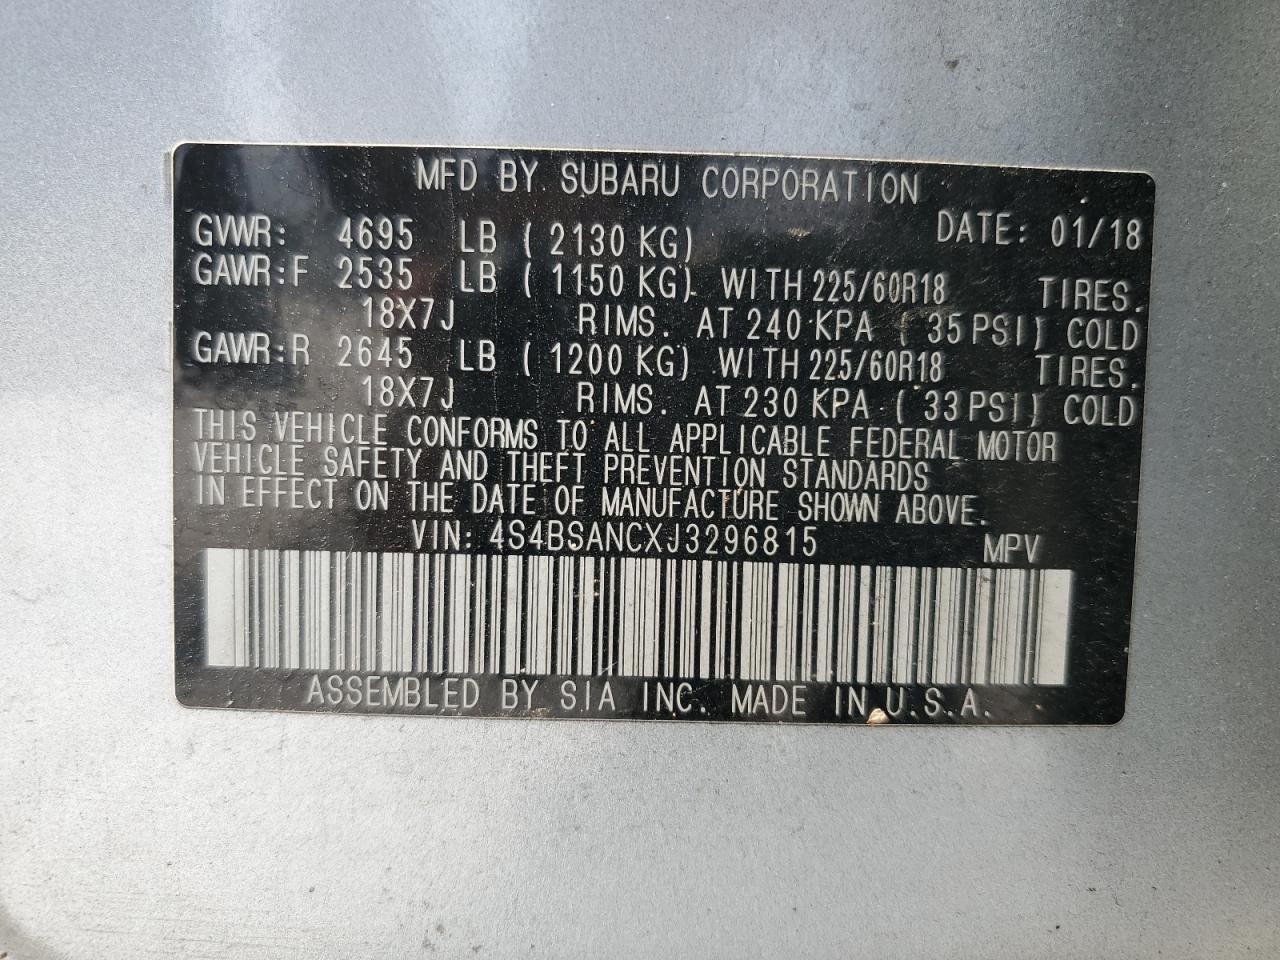 MFD BY SUBARU CORPORATION
GVWR: 4695 LB ( 2130 KG) DATE: 01/18
GAWR:F 2535 LB ( 1150 KG) WITH 225/60R18 TIRES.
18X7J RIMS. AT 240 KPA ( 35 PSI) COLD
GAWR:R 2645 LB ( 1200 KG) WITH 225/60R18 TIRES.
18X7J RIMS. AT 230 KPA ( 33 PSI) COLD
THIS VEHICLE CONFORMS TO ALL APPLICABLE FEDERAL MOTOR
VEHICLE SAFETY AND THEFT PREVENTION STANDARDS
IN EFFECT ON THE DATE OF MANUFACTURE SHOWN ABOVE.
VIN: 4S4BSANCXJ3296815 MPV
ASSEMBLED BY SIA INC. MADE IN U.S.A.